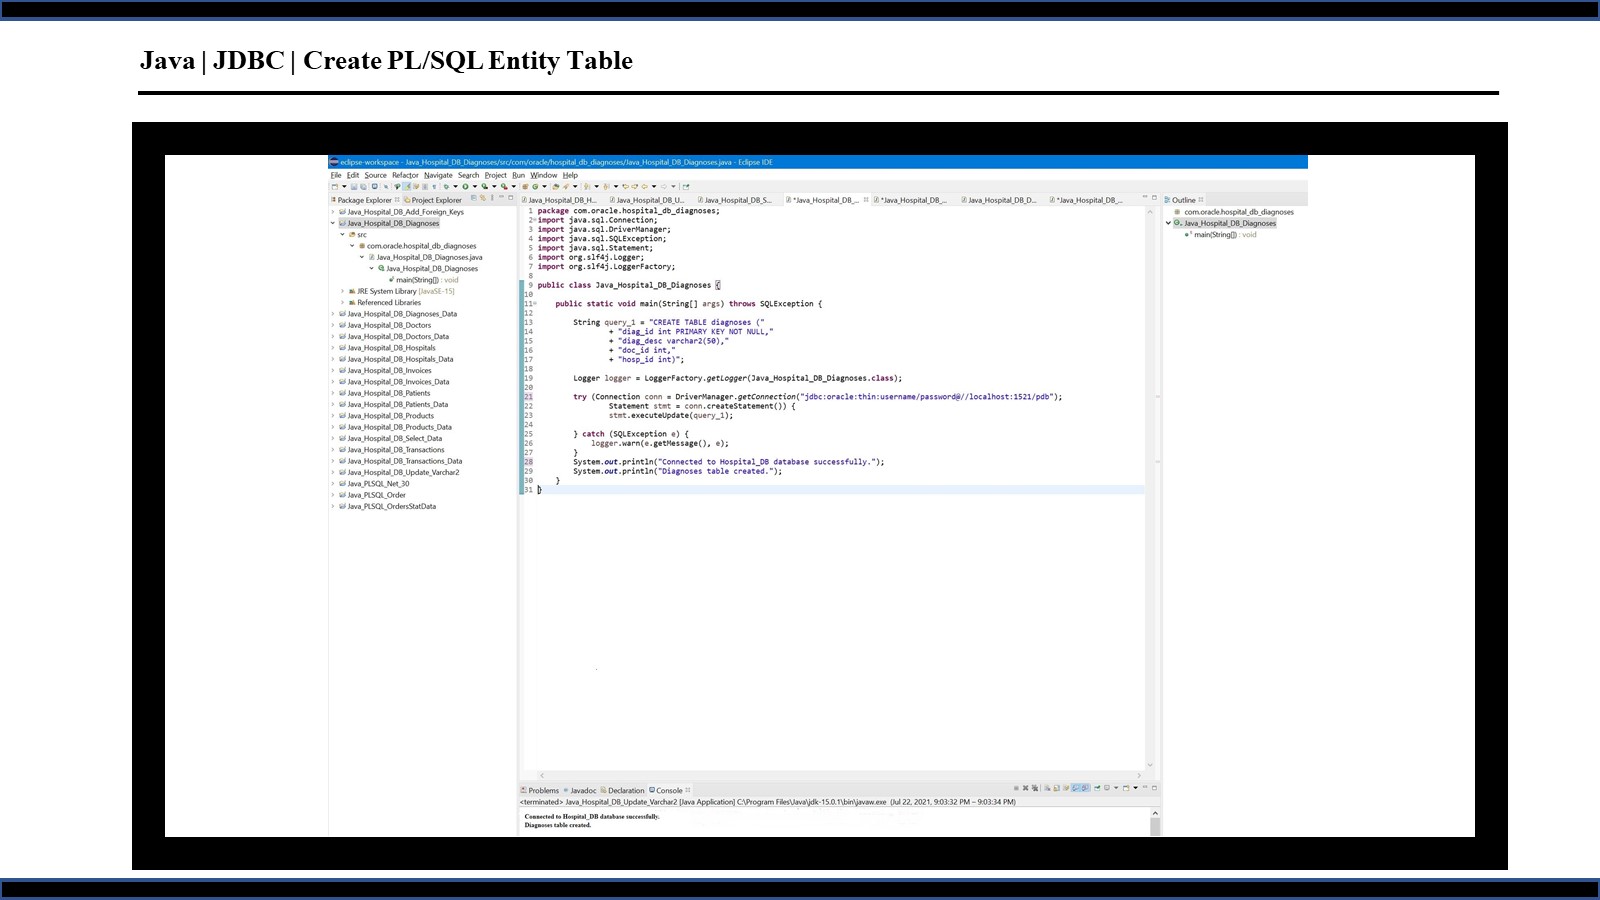 Java | JDBC | Create PL/SQL Entity Table
eclipse-workspace - Java_Hospital_DB_Diagnoses/src/com/oracle/hospital_db_diagnoses/Java_Hospital_DB_Diagnoses.java - Eclipse IDE
File Edit Source Refactor Navigate Search Project Run Window Help
Package Explorer Project Explorer
Java_Hospital_DB_Add_Foreign_Keys
Java_Hospital_DB_Diagnoses
src
com.oracle.hospital_db_diagnoses
Java_Hospital_DB_Diagnoses.java
Java_Hospital_DB_Diagnoses
main(String[]) : void
JRE System Library [JavaSE-15]
Referenced Libraries
Java_Hospital_DB_Diagnoses_Data
Java_Hospital_DB_Doctors
Java_Hospital_DB_Doctors_Data
Java_Hospital_DB_Hospitals
Java_Hospital_DB_Hospitals_Data
Java_Hospital_DB_Invoices
Java_Hospital_DB_Invoices_Data
Java_Hospital_DB_Patients
Java_Hospital_DB_Patients_Data
Java_Hospital_DB_Products
Java_Hospital_DB_Products_Data
Java_Hospital_DB_Select_Data
Java_Hospital_DB_Transactions
Java_Hospital_DB_Transactions_Data
Java_Hospital_DB_Update_Varchar2
Java_PLSQL_Net_30
Java_PLSQL_Order
Java_PLSQL_OrdersStatData
Java_Hospital_DB_H... Java_Hospital_DB_U... Java_Hospital_DB_S... *Java_Hospital_DB_... *Java_Hospital_DB_... Java_Hospital_DB_D... *Java_Hospital_DB_...
1 package com.oracle.hospital_db_diagnoses;
2 import java.sql.Connection;
3 import java.sql.DriverManager;
4 import java.sql.SQLException;
5 import java.sql.Statement;
6 import org.slf4j.Logger;
7 import org.slf4j.LoggerFactory;
8
9 public class Java_Hospital_DB_Diagnoses {
10
11 public static void main(String[] args) throws SQLException {
12
13 String query_1 = "CREATE TABLE diagnoses ("
14 + "diag_id int PRIMARY KEY NOT NULL,"
15 + "diag_desc varchar2(50),"
16 + "doc_id int,"
17 + "hosp_id int)";
18
19 Logger logger = LoggerFactory.getLogger(Java_Hospital_DB_Diagnoses.class);
20
21 try (Connection conn = DriverManager.getConnection("jdbc:oracle:thin:username/password@//localhost:1521/pdb");
22 Statement stmt = conn.createStatement()) {
23 stmt.executeUpdate(query_1);
24
25 } catch (SQLException e) {
26 logger.warn(e.getMessage(), e);
27 }
28 System.out.println("Connected to Hospital_DB database successfully.");
29 System.out.println("Diagnoses table created.");
30 }
31 }
Outline
com.oracle.hospital_db_diagnoses
Java_Hospital_DB_Diagnoses
main(String[]) : void
Problems Javadoc Declaration Console
<terminated> Java_Hospital_DB_Update_Varchar2 [Java Application] C:\Program Files\Java\jdk-15.0.1\bin\javaw.exe (Jul 22, 2021, 9:03:32 PM – 9:03:34 PM)
Connected to Hospital_DB database successfully.
Diagnoses table created.